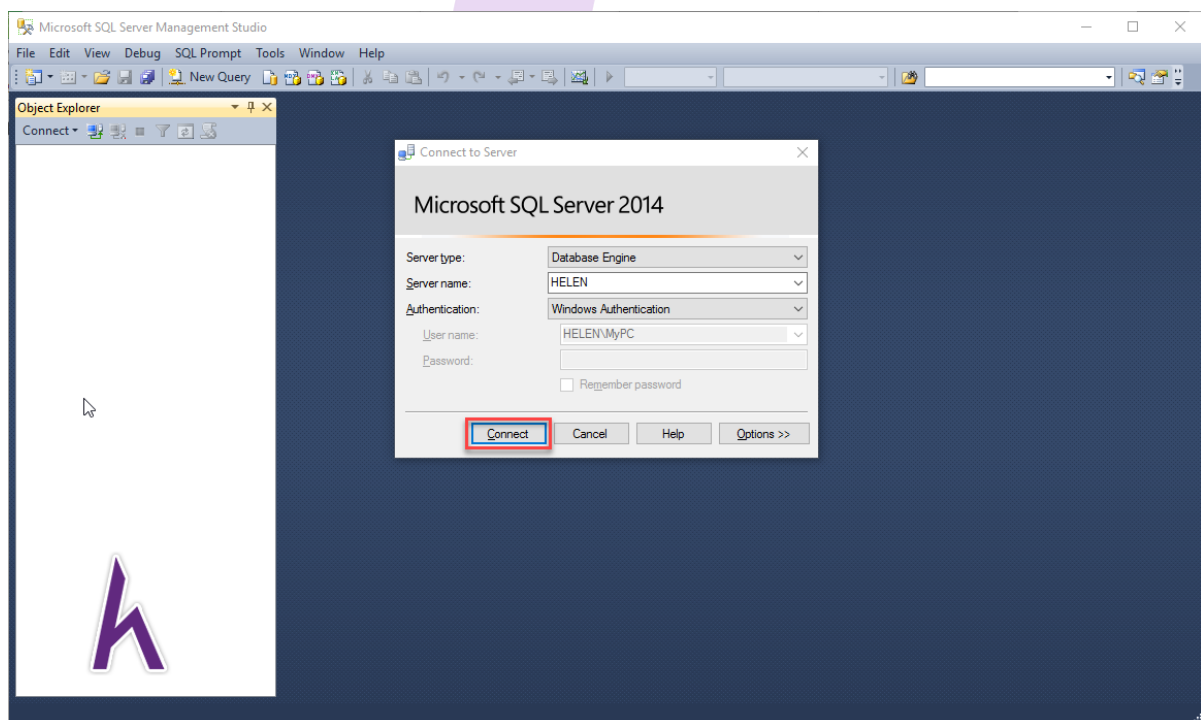 Microsoft SQL Server Management Studio
File Edit View Debug SQL Prompt Tools Window Help
New Query
Object Explorer
Connect
Connect to Server
Microsoft SQL Server 2014
Server type: Database Engine
Server name: HELEN
Authentication: Windows Authentication
User name: HELEN\MyPC
Password:
Remember password
Connect Cancel Help Options >>